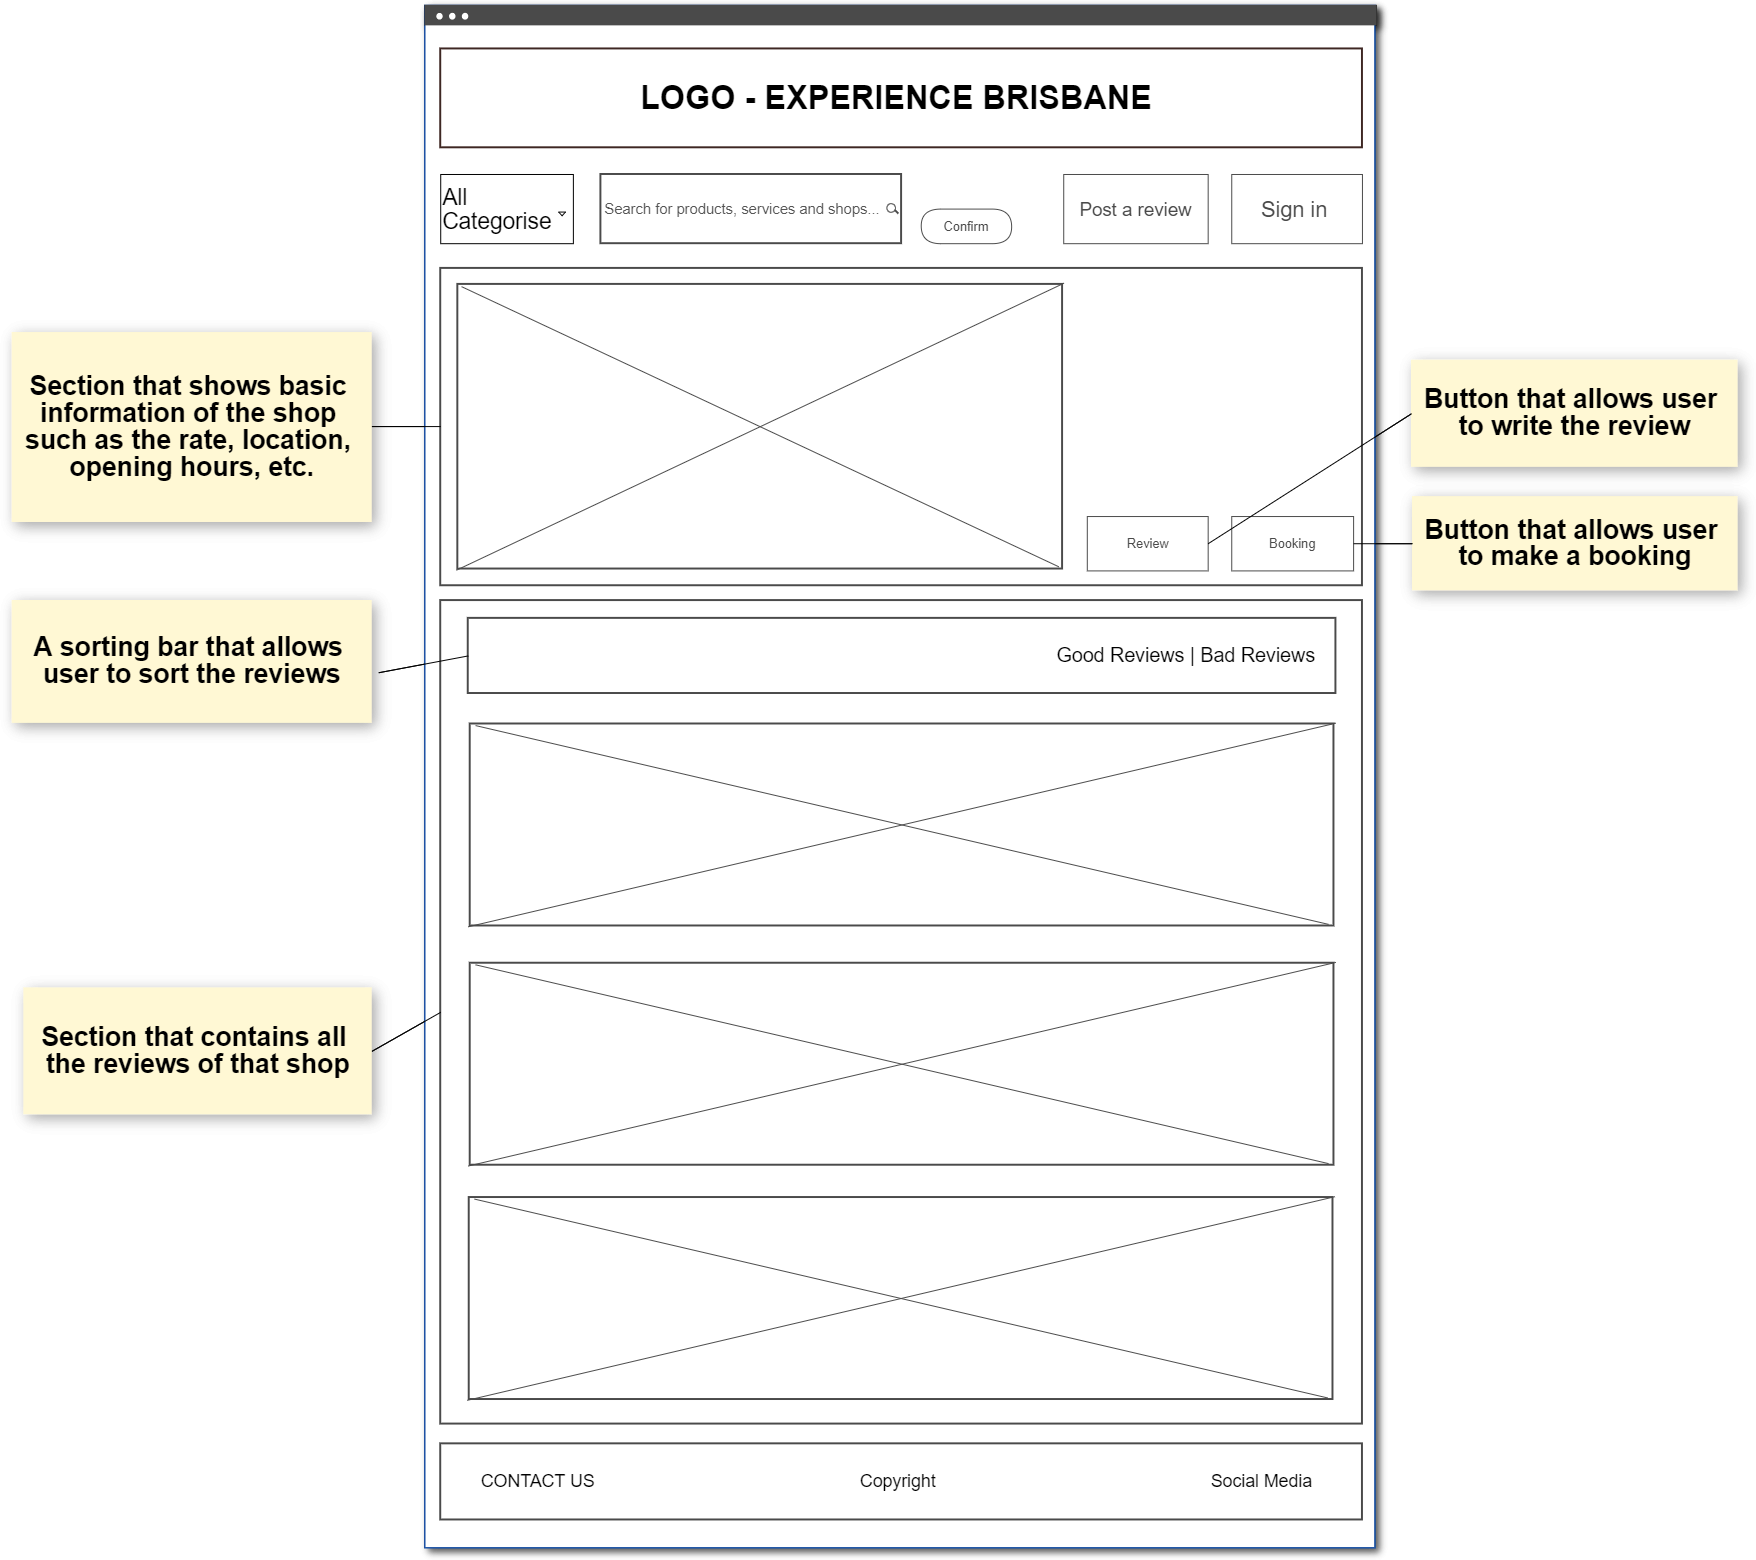 LOGO - EXPERIENCE BRISBANE
All
Categorise
Search for products, services and shops...
Confirm
Post a review
Sign in
Section that shows basic
information of the shop
such as the rate, location,
opening hours, etc.
Button that allows user
to write the review
Review
Booking
Button that allows user
to make a booking
A sorting bar that allows
user to sort the reviews
Good Reviews | Bad Reviews
Section that contains all
the reviews of that shop
CONTACT US
Copyright
Social Media